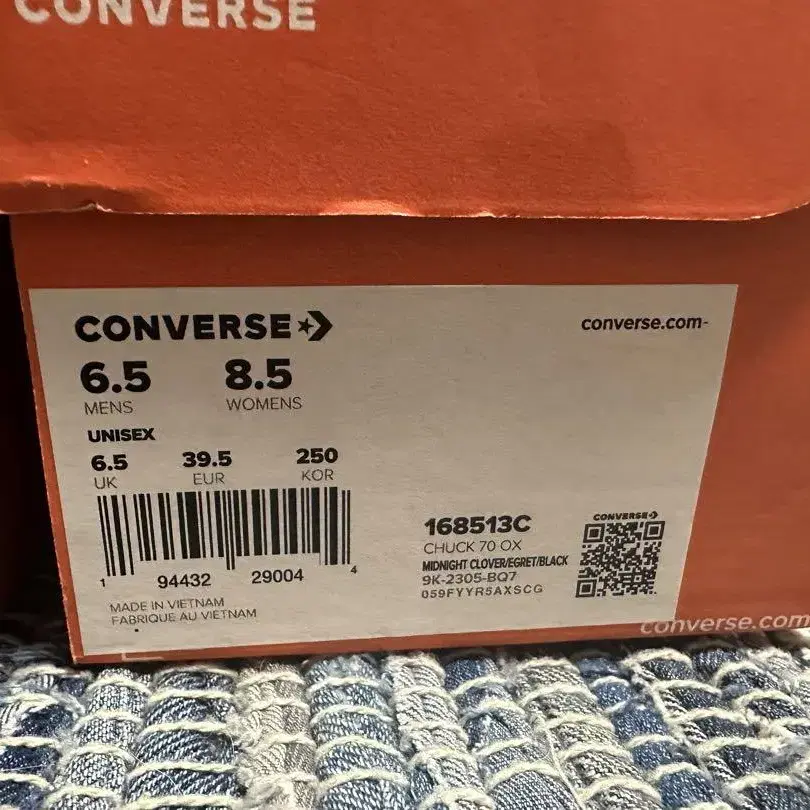 CONVERSE
CONVERSE
converse.com-
6.5 8.5
MENS WOMENS
UNISEX
6.5 39.5 250
UK EUR KOR
1 94432 29004 4
MADE IN VIETNAM
FABRIQUE AU VIETNAM
168513C
CHUCK 70 OX
MIDNIGHT CLOVER/EGRET/BLACK
9K-2305-BQ7
059FYYR5AXSCG
CONVERSE
converse.com